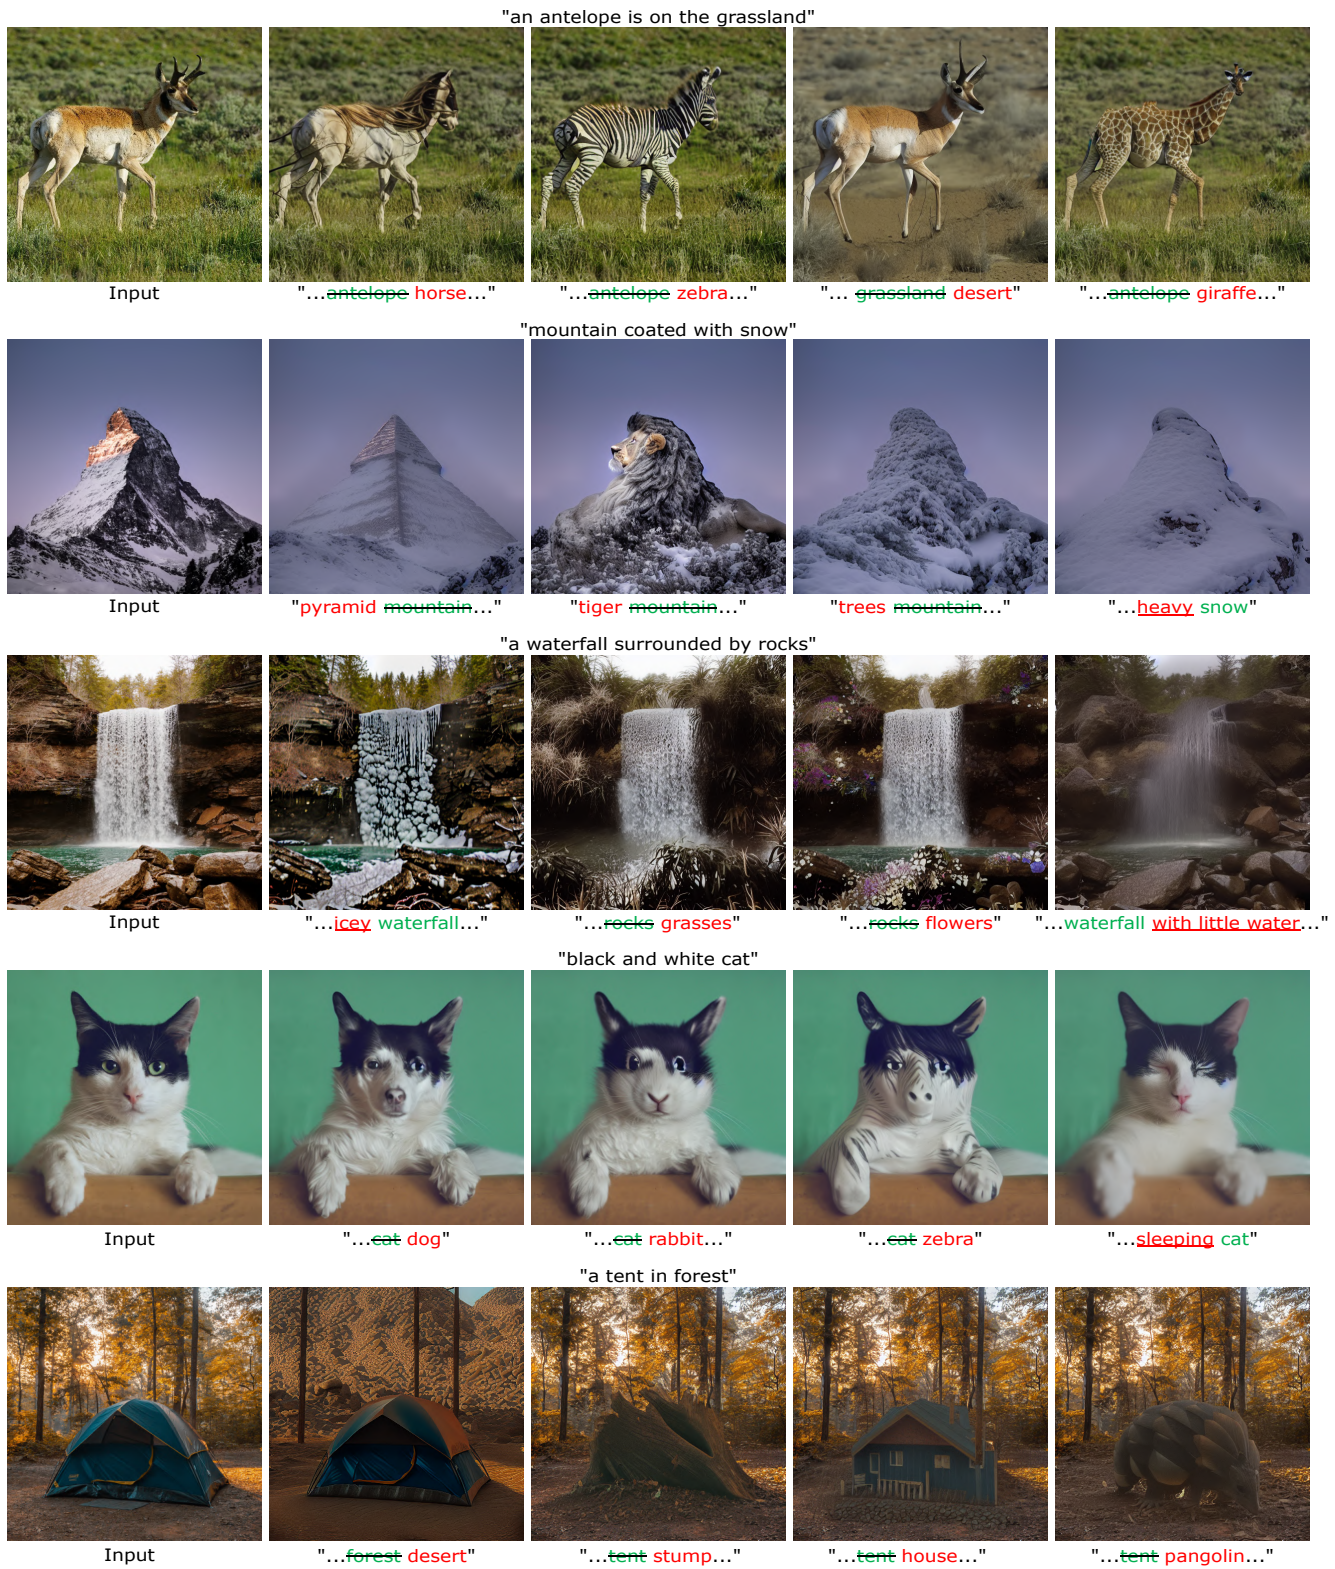 "an antelope is on the grassland"
Input "...antelope horse..." "...antelope zebra..." "... grassland desert" "...antelope giraffe..."
"mountain coated with snow"
Input "pyramid mountain..." "tiger mountain..." "trees mountain..." "...heavy snow"
"a waterfall surrounded by rocks"
Input "...icey waterfall..." "...rocks grasses" "...rocks flowers" "...waterfall with little water..."
"black and white cat"
Input "...cat dog" "...cat rabbit..." "...cat zebra" "...sleeping cat"
"a tent in forest"
Input "...forest desert" "...tent stump..." "...tent house..." "...tent pangolin..."